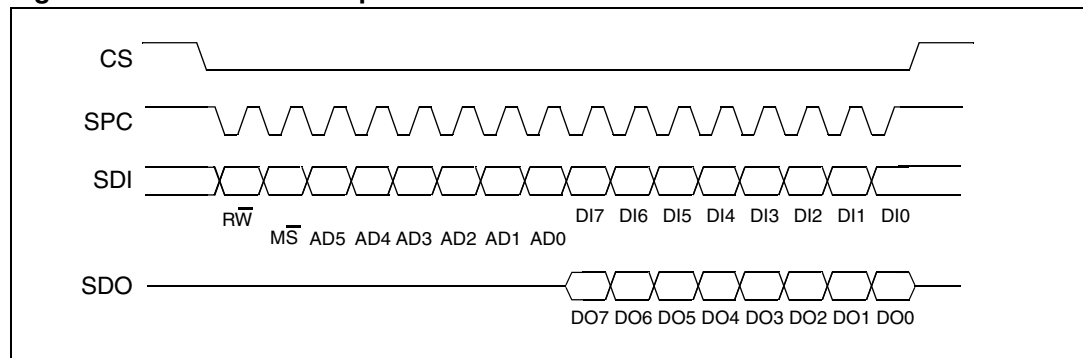 CS
SPC
SDI
RW̅
DI7 DI6 DI5 DI4 DI3 DI2 DI1 DI0
MS̅ AD5 AD4 AD3 AD2 AD1 AD0
SDO
DO7 DO6 DO5 DO4 DO3 DO2 DO1 DO0